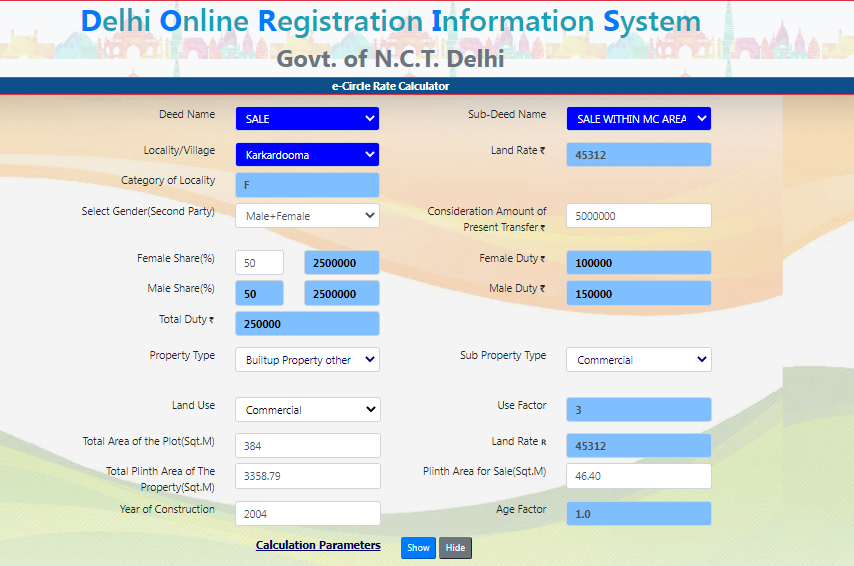 Delhi Online Registration Information System
Govt. of N.C.T. Delhi
e-Circle Rate Calculator
Deed Name SALE Sub-Deed Name SALE WITHIN MC AREA
Locality/Village Karkardooma Land Rate ₹ 45312
Category of Locality F
Select Gender(Second Party) Male+Female Consideration Amount of
Present Transfer ₹ 5000000
Female Share(%) 50 2500000 Female Duty ₹ 100000
Male Share(%) 50 2500000 Male Duty ₹ 150000
Total Duty ₹ 250000
Property Type Builtup Property other Sub Property Type Commercial
Land Use Commercial Use Factor 3
Total Area of the Plot(Sqt.M) 384 Land Rate R 45312
Total Plinth Area of The
Property(Sqt.M) 3358.79 Plinth Area for Sale(Sqt.M) 46.40
Year of Construction 2004 Age Factor 1.0
Calculation Parameters Show Hide